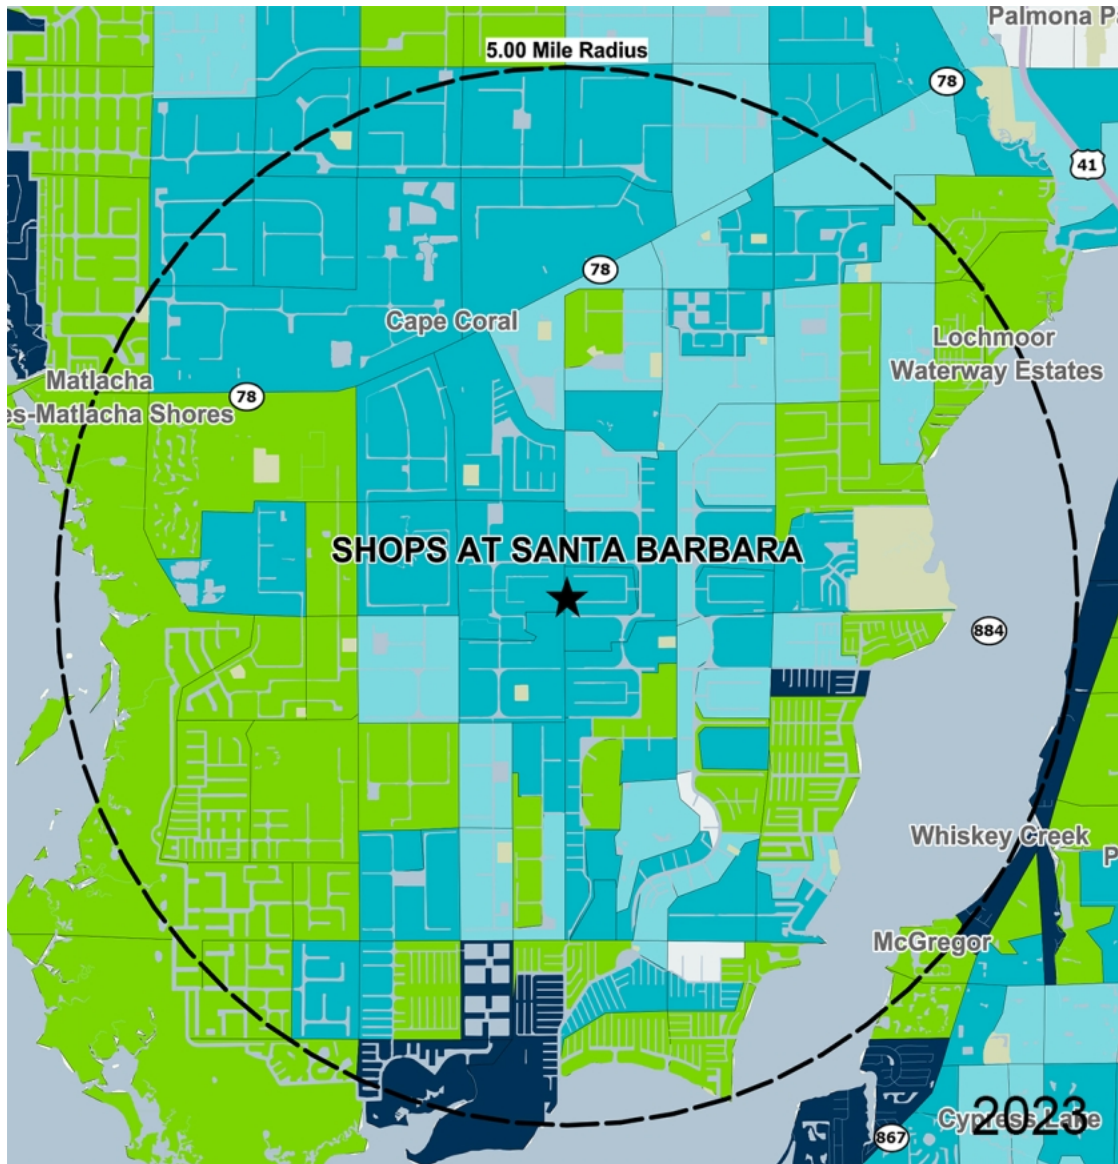 Palmona Pa
5.00 Mile Radius
78
41
78
Cape Coral
Lochmoor
Waterway Estates
Matlacha
78
es-Matlacha Shores
SHOPS AT SANTA BARBARA
884
Whiskey Creek
P
McGregor
Cypress Lake
2023
867